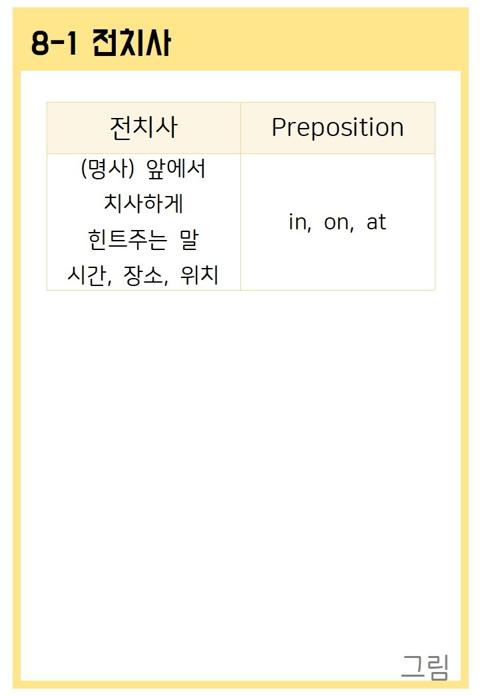 8-1 전치사
전치사
Preposition
(명사) 앞에서
치사하게
힌트주는 말
시간, 장소, 위치
in, on, at
그림